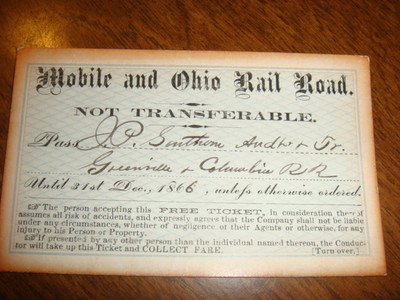 Mobile and Ohio Rail Road.
NOT TRANSFERABLE.
Pass J. P. Southern Audr & Tr.
Greenville & Columbia R R
Until 31st Dec., 1866, unless otherwise ordered.
☞ The person accepting this FREE TICKET, in consideration thereof
assumes all risk of accidents, and expressly agrees that the Company shall not be liable
under any circumstances, whether of negligence of their Agents or otherwise, for any
injury to his Person or Property.
☞ If presented by any other person than the individual named thereon, the Conduc-
tor will take up this Ticket and COLLECT FARE. [Turn over.]